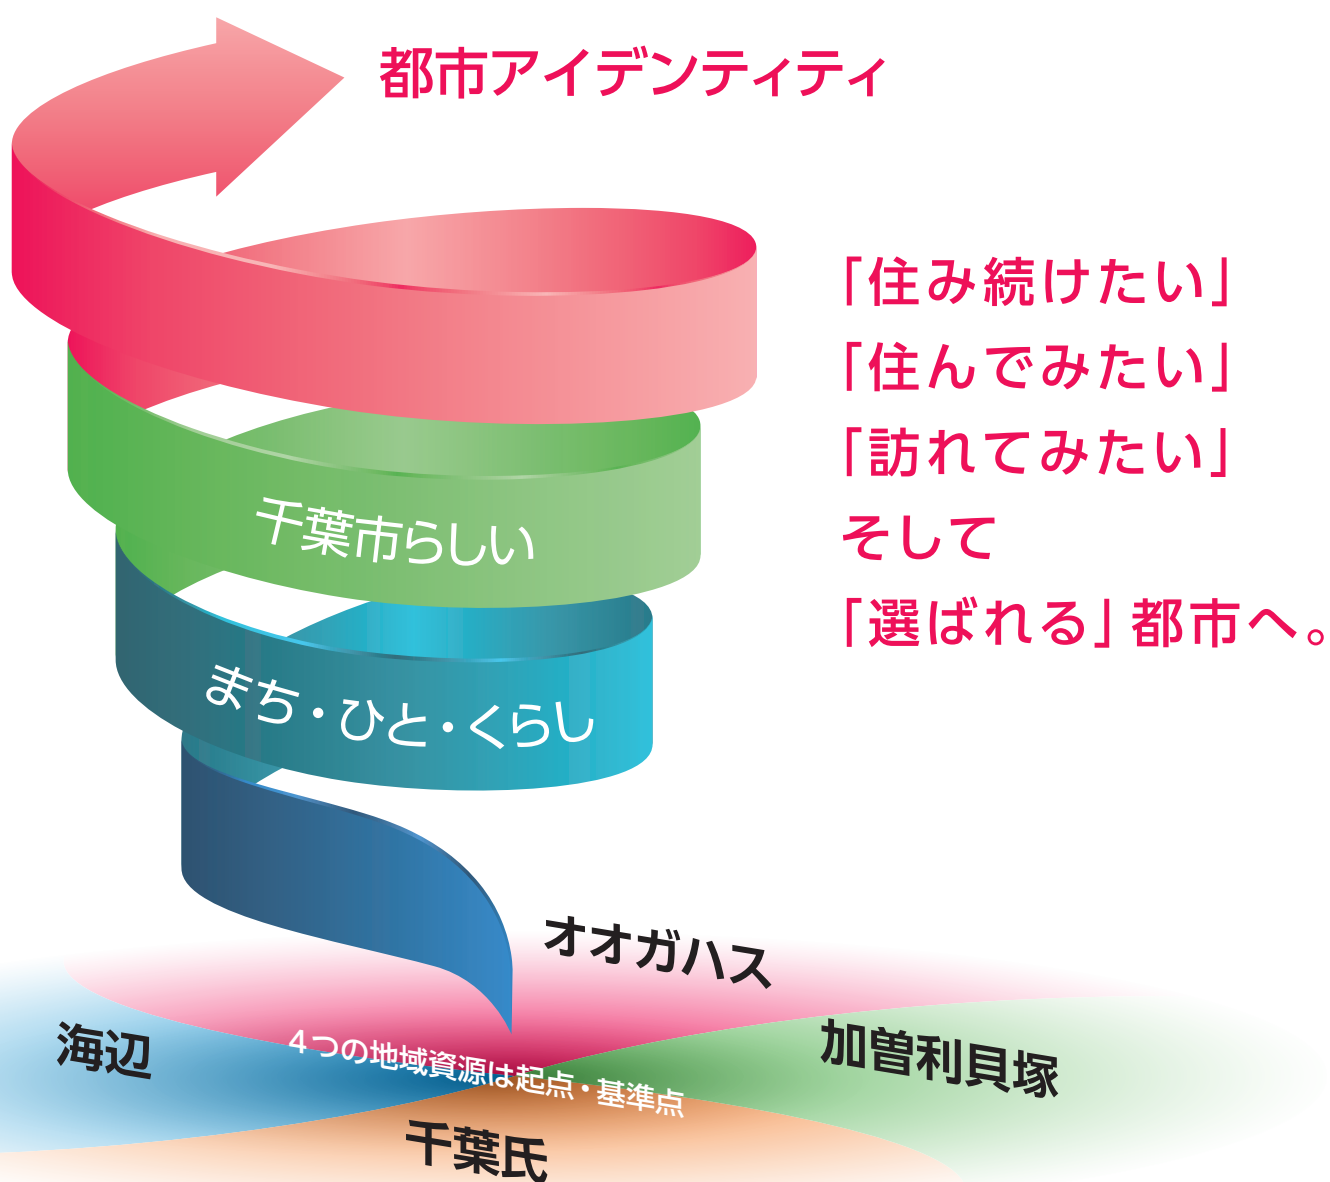 都市アイデンティティ
「住み続けたい」
「住んでみたい」
「訪れてみたい」
そして
「選ばれる」都市へ。
千葉市らしい
まち・ひと・くらし
オオガハス
海辺
加曽利貝塚
4つの地域資源は起点・基準点
千葉氏